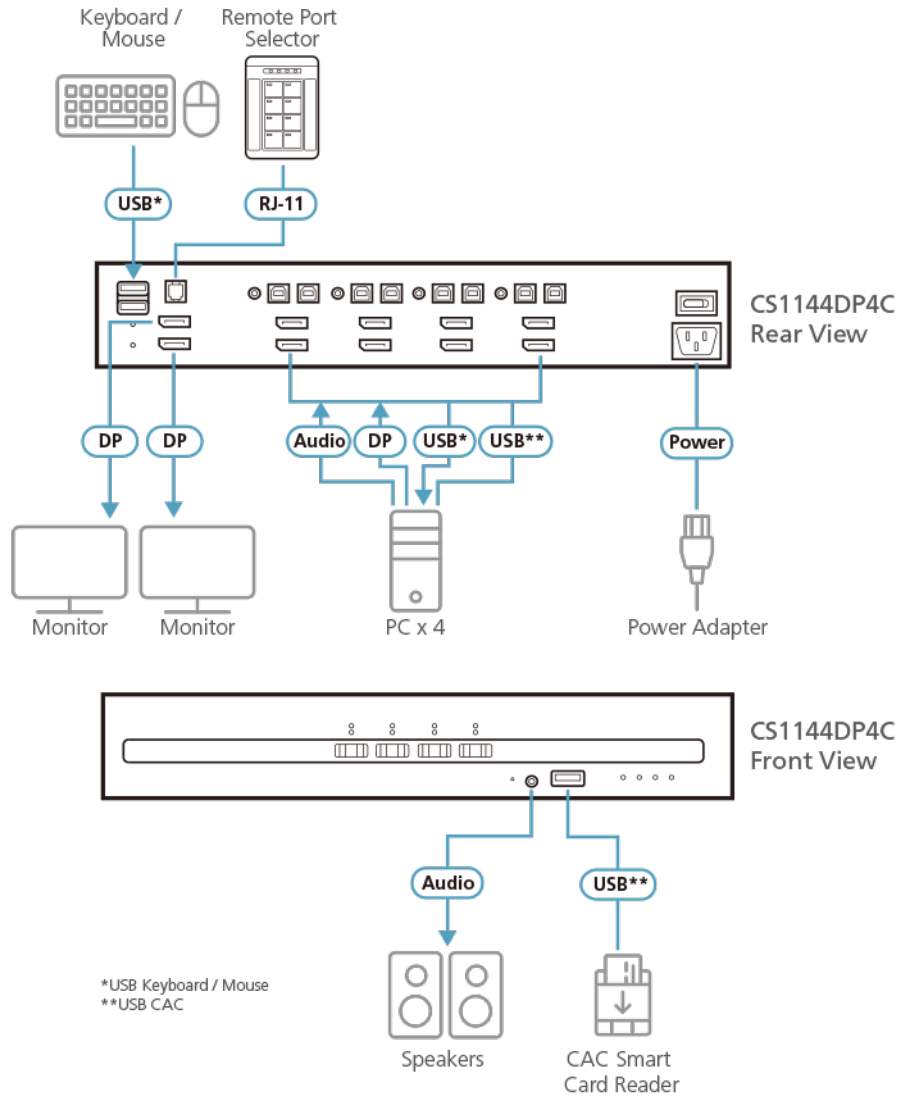 Keyboard /
Mouse
Remote Port
Selector
USB*
RJ-11
CS1144DP4C
Rear View
DP
DP
Audio
DP
USB*
USB**
Power
Monitor
Monitor
PC x 4
Power Adapter
CS1144DP4C
Front View
Audio
USB**
*USB Keyboard / Mouse
**USB CAC
Speakers
CAC Smart
Card Reader